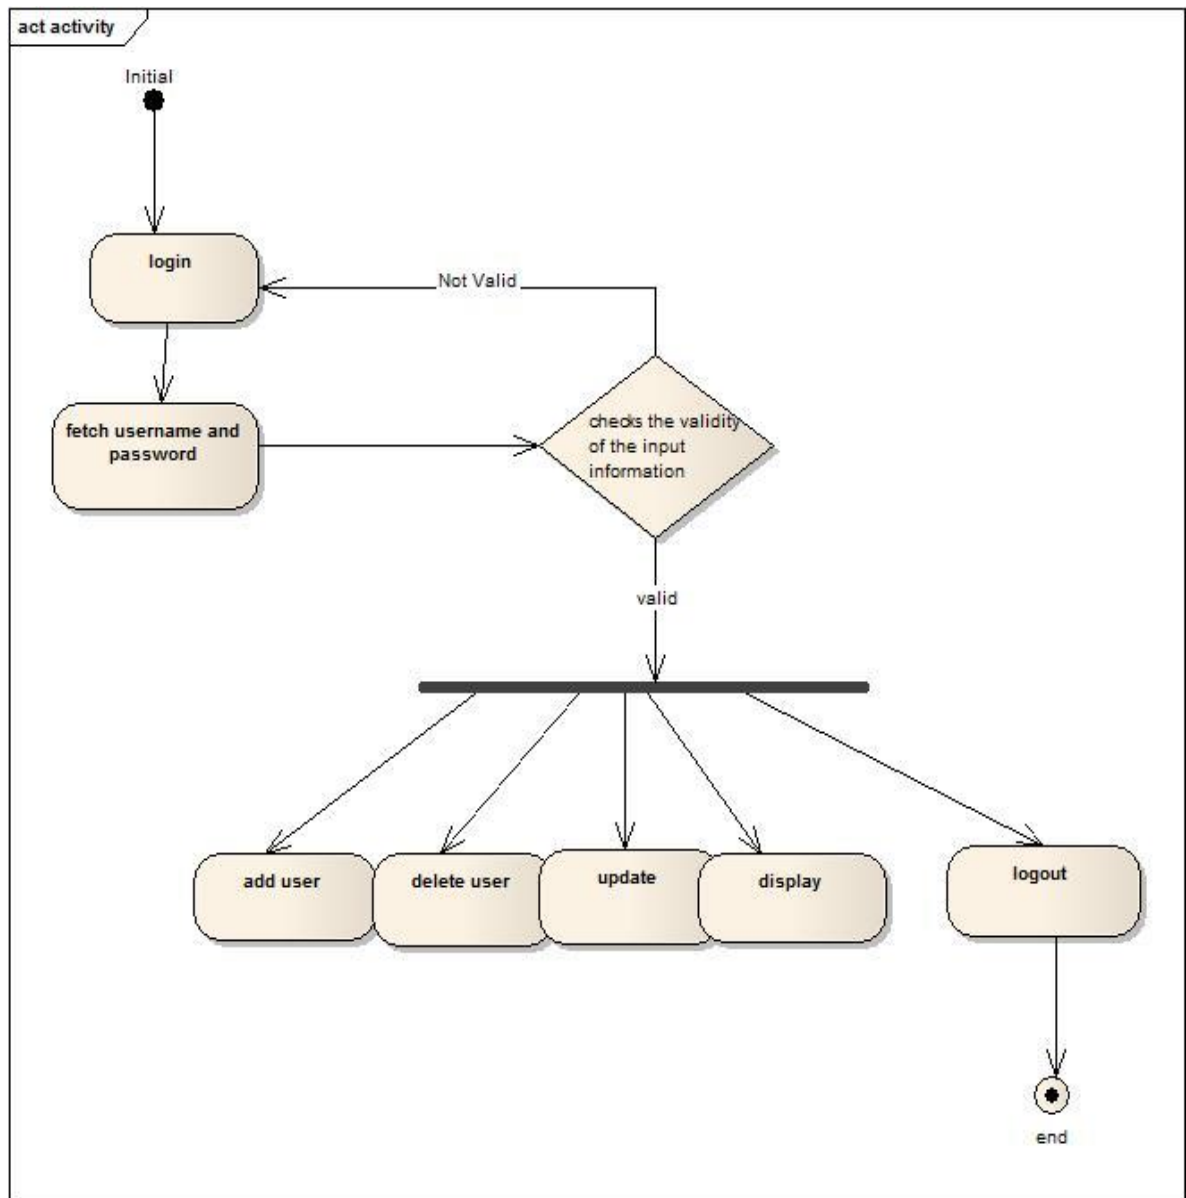 act activity
Initial
login
Not Valid
fetch username and
password
checks the validity
of the input
information
valid
add user
delete user
update
display
logout
end